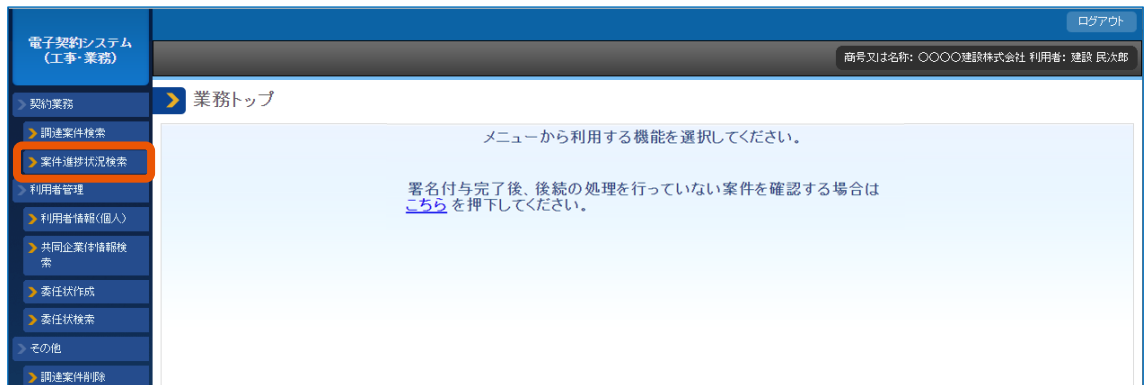 ログアウト
電子契約システム
(工事・業務)
商号又は名称: 〇〇〇〇建設株式会社 利用者: 建設 民次郎
契約業務
調達案件検索
案件進捗状況検索
利用者管理
利用者情報(個人)
共同企業体情報検
索
委任状作成
委任状検索
その他
調達案件削除
業務トップ
メニューから利用する機能を選択してください。
署名付与完了後、後続の処理を行っていない案件を確認する場合は
こちら を押下してください。